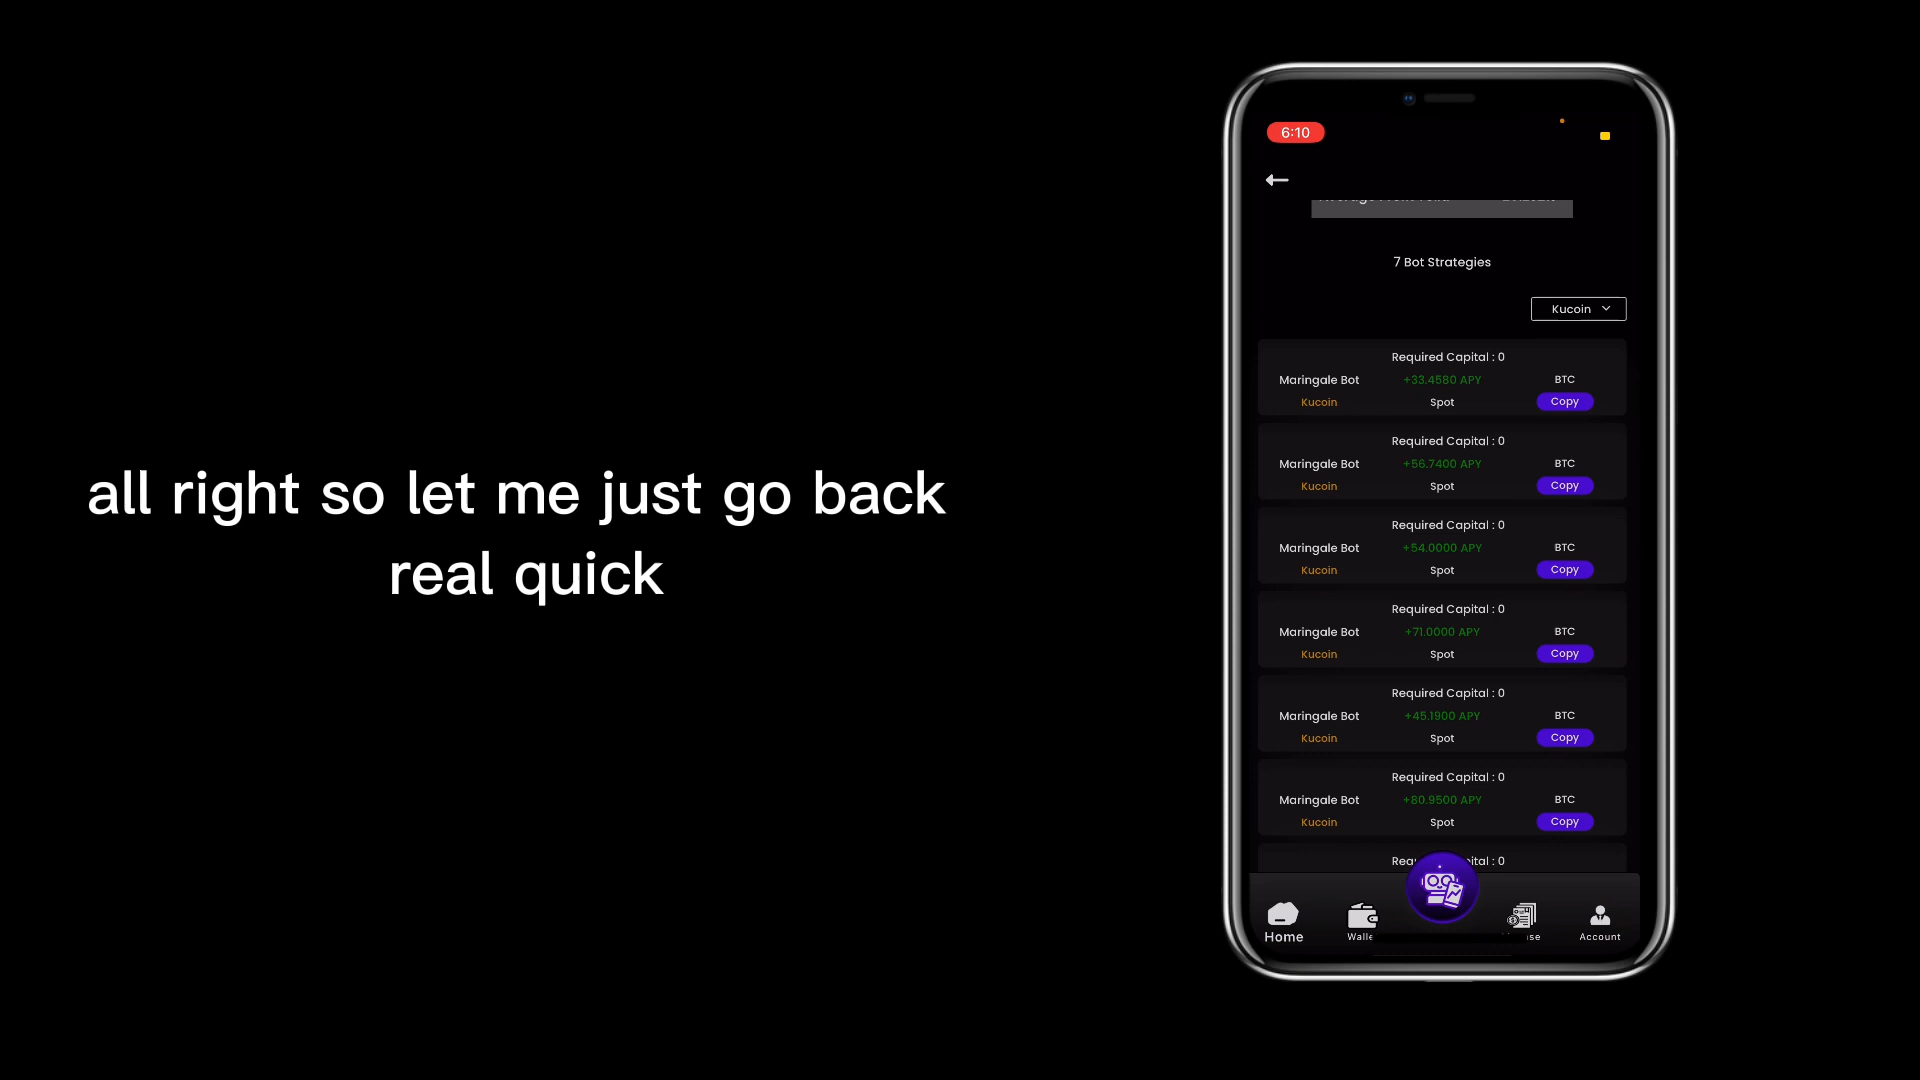 all right so let me just go back
real quick
6:10
7 Bot Strategies
Kucoin
Required Capital : 0
Maringale Bot +33.4580 APY BTC
Kucoin Spot Copy
Required Capital : 0
Maringale Bot +56.7400 APY BTC
Kucoin Spot Copy
Required Capital : 0
Maringale Bot +54.0000 APY BTC
Kucoin Spot Copy
Required Capital : 0
Maringale Bot +71.0000 APY BTC
Kucoin Spot Copy
Required Capital : 0
Maringale Bot +45.1900 APY BTC
Kucoin Spot Copy
Required Capital : 0
Maringale Bot +80.9500 APY BTC
Kucoin Spot Copy
: 0
Home Account